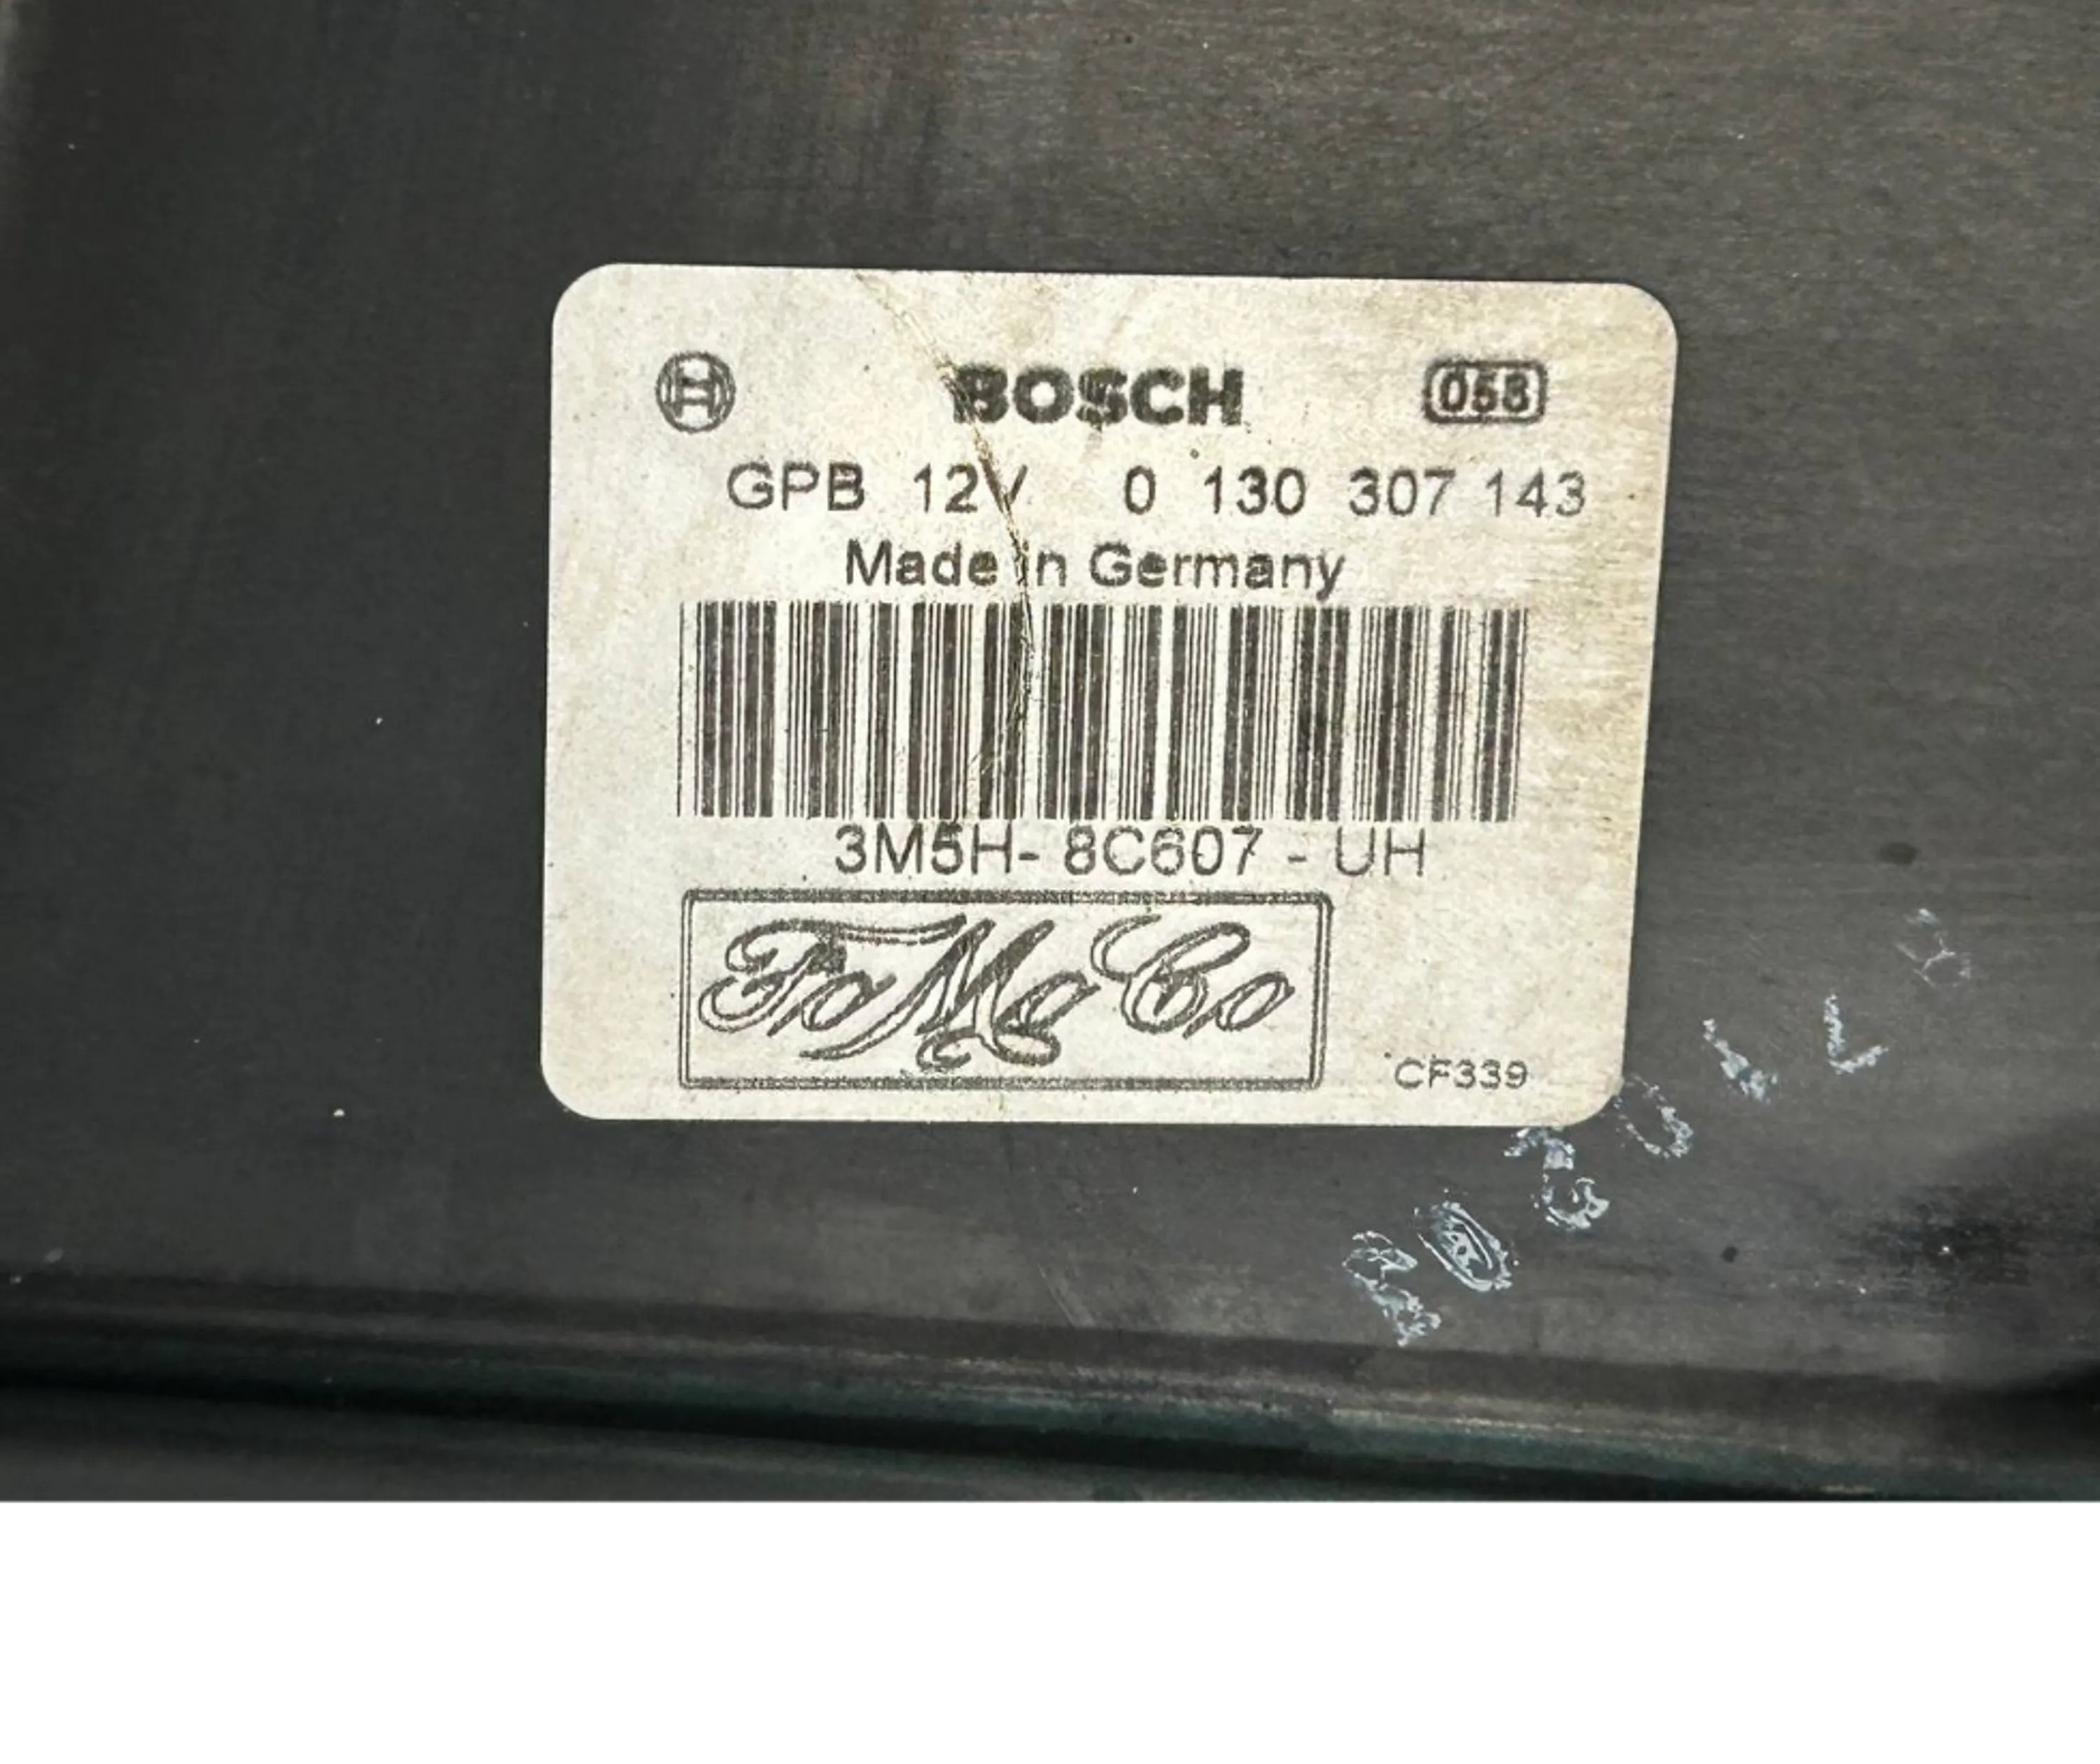 BOSCH 058
GPB 12V 0 130 307 143
Made in Germany
3M5H- 8C607 - UH
FoMoCo
CF339